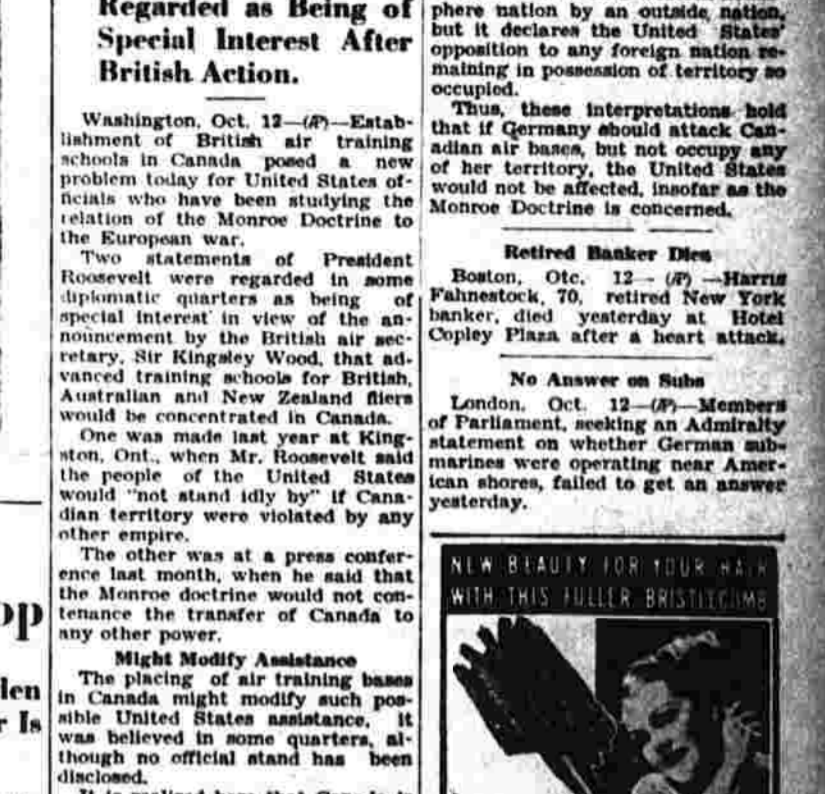 Regarded as Being of
Special Interest After
British Action.
Washington, Oct. 12—(AP)—Estab-
lishment of British air training
schools in Canada posed a new
problem today for United States of-
ficials who have been studying the
relation of the Monroe Doctrine to
the European war.
Two statements of President
Roosevelt were regarded in some
diplomatic quarters as being of
special interest in view of the an-
nouncement by the British air sec-
retary, Sir Kingsley Wood, that ad-
vanced training schools for British,
Australian and New Zealand fliers
would be concentrated in Canada.
One was made last year at King-
ston, Ont., when Mr. Roosevelt said
the people of the United States
would "not stand idly by" if Cana-
dian territory were violated by any
other empire.
The other was at a press confer-
ence last month, when he said that
the Monroe doctrine would not con-
tenance the transfer of Canada to
any other power.
Might Modify Assistance
The placing of air training bases
in Canada might modify such pos-
sible United States assistance, it
was believed in some quarters, al-
though no official stand has been
disclosed.
phere nation by an outside nation,
but it declares the United States'
opposition to any foreign nation re-
maining in possession of territory so
occupied.
Thus, these interpretations hold
that if Germany should attack Can-
adian air bases, but not occupy any
of her territory, the United States
would not be affected, insofar as the
Monroe Doctrine is concerned.
Retired Banker Dies
Boston, Otc. 12—(AP)—Harris
Fahnestock, 70, retired New York
banker, died yesterday at Hotel
Copley Plaza after a heart attack.
No Answer on Subs
London, Oct. 12—(AP)—Members
of Parliament, seeking an Admiralty
statement on whether German sub-
marines were operating near Amer-
ican shores, failed to get an answer
yesterday.
NEW BEAUTY FOR YOUR HAIR
WITH THIS FULLER BRISTLECOMB